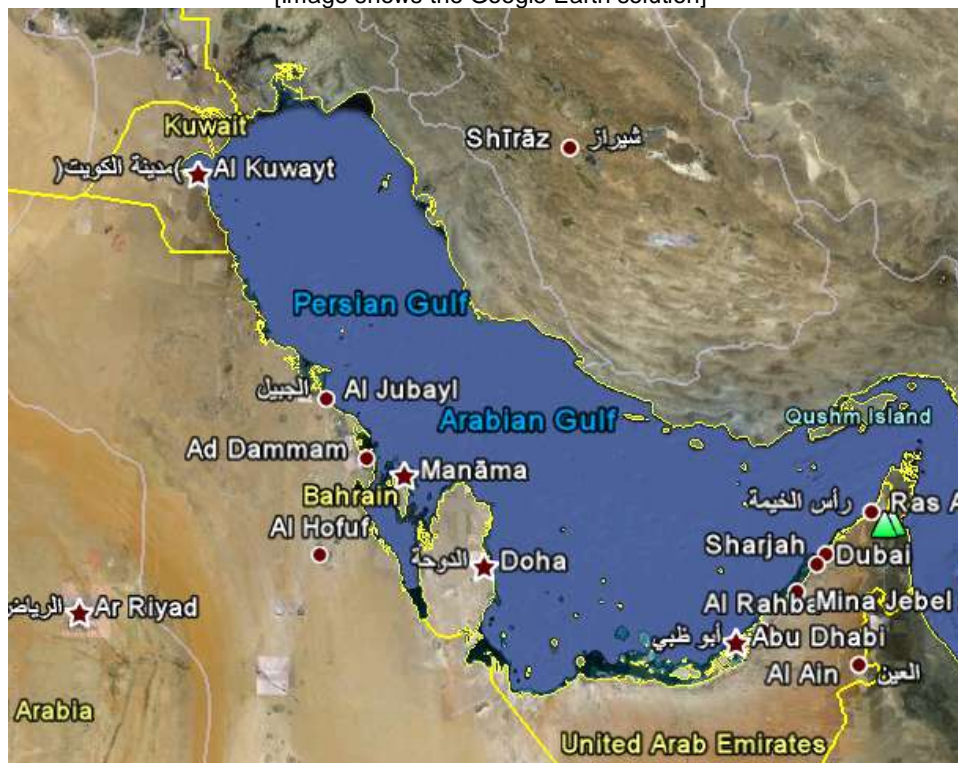 [image shows the Google Earth solution]
Kuwait
Shīrāz شیراز
)مدينة الكويت( Al Kuwayt
Persian Gulf
الجبيل Al Jubayl
Arabian Gulf
Qushm Island
Ad Dammam
Manāma
Bahrain
رأس الخيمة Ras A
Al Hofuf
Sharjah
Dubai
الدوحة Doha
Al Rahba Mina Jebel
الرياض Ar Riyad
أبو ظبي Abu Dhabi
Al Ain العين
Arabia
United Arab Emirates